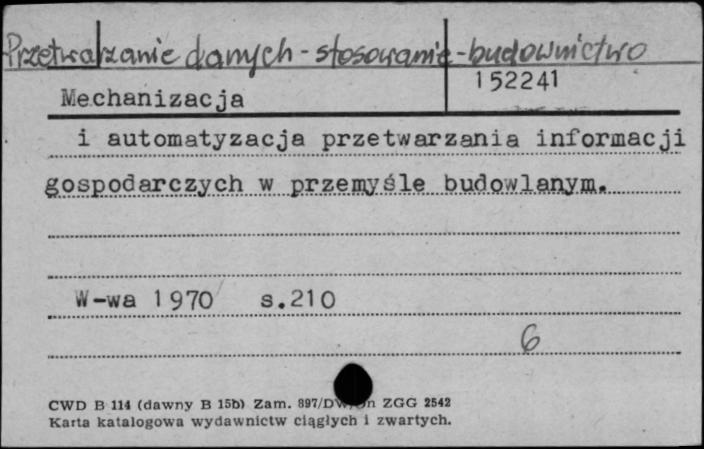 Przetwarzanie danych - stosowanie - budownictwo
152241
Mechanizacja
i automatyzacja przetwarzania informacji
gospodarczych w przemyśle budowlanym.
W-wa 1970 s.210
6
CWD B 114 (dawny B 15b) Zam. 897/DW/ ZGG 2542
Karta katalogowa wydawnictw ciągłych i zwartych.